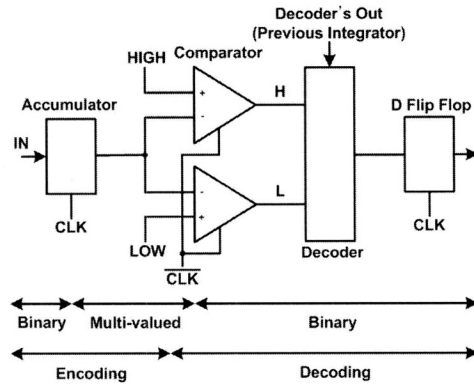 Decoder's Out
(Previous Integrator)
Comparator
HIGH
+
-
H
Accumulator
D Flip Flop
IN
CLK
-
+
L
LOW
CLK
Decoder
CLK
Binary
Multi-valued
Binary
Encoding
Decoding